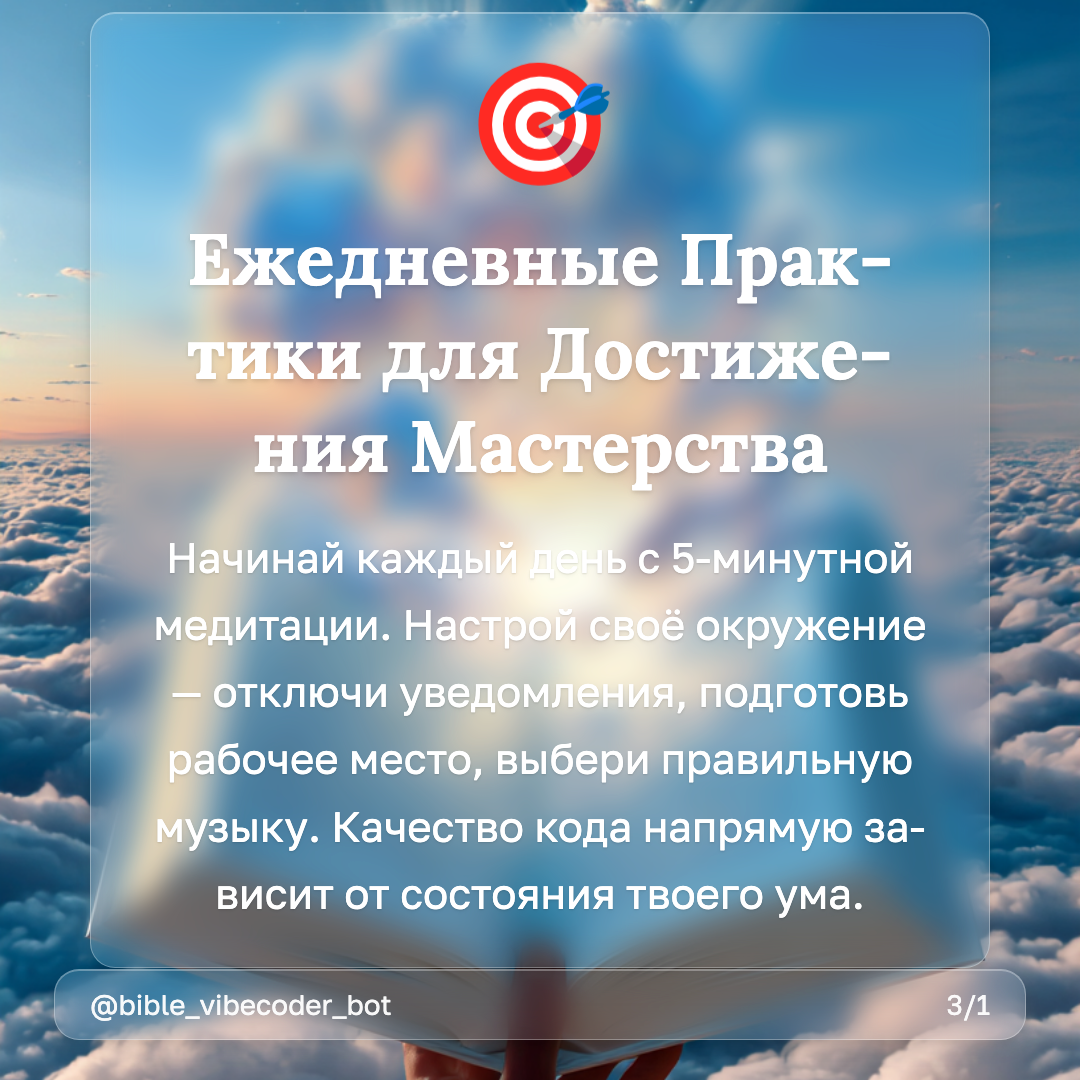 Ежедневные Прак-
тики для Достиже-
ния Мастерства
Начинай каждый день с 5-минутной
медитации. Настрой своё окружение
— отключи уведомления, подготовь
рабочее место, выбери правильную
музыку. Качество кода напрямую за-
висит от состояния твоего ума.
@bible_vibecoder_bot
3/1